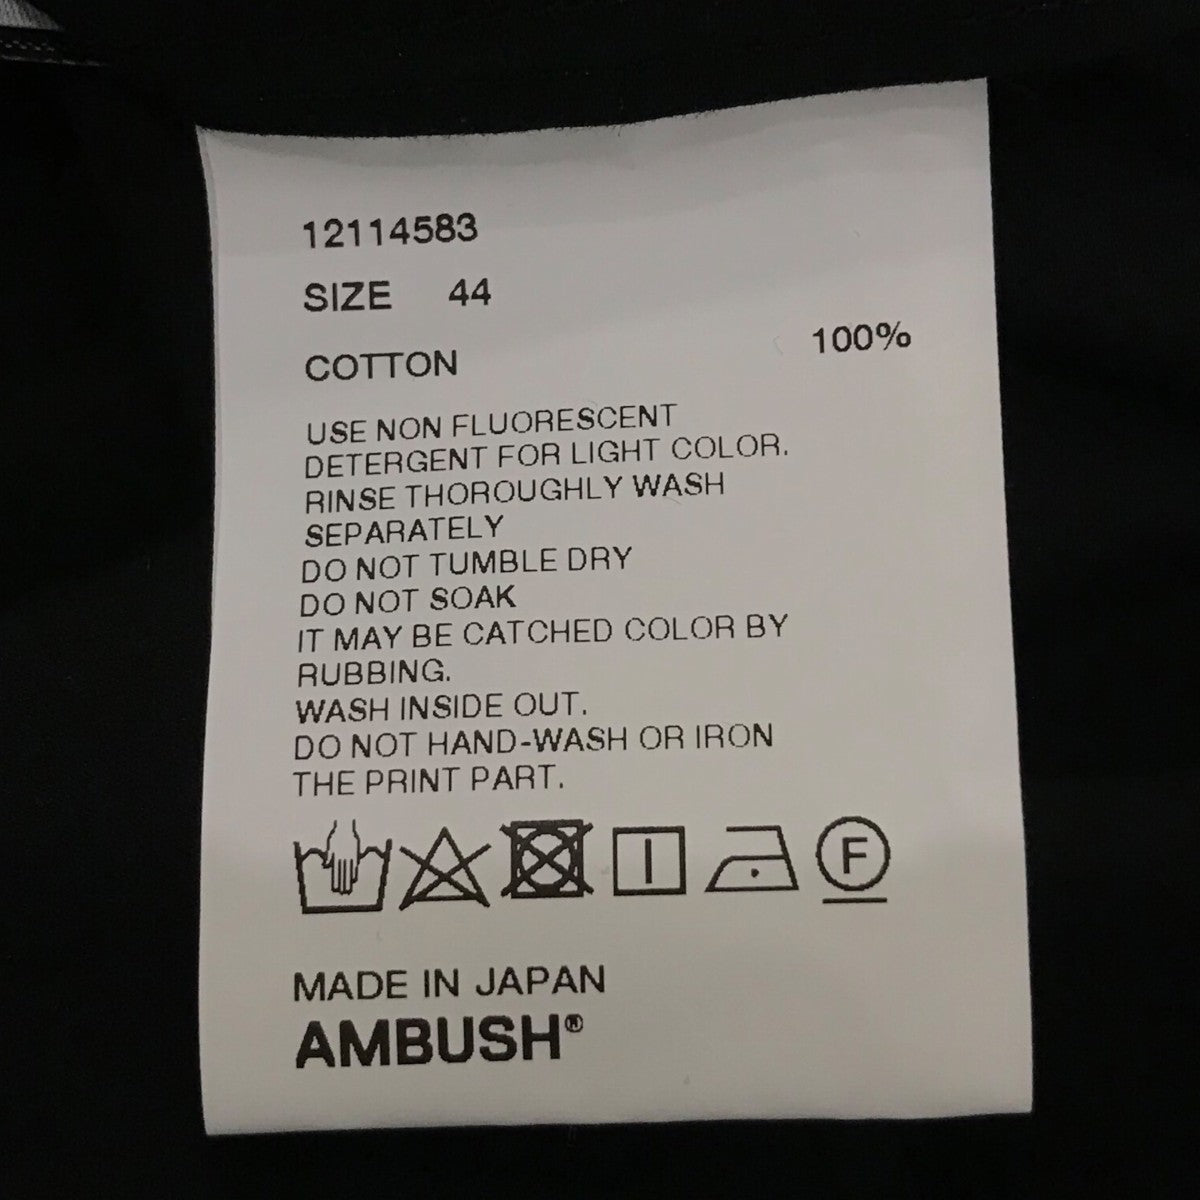 12114583
SIZE 44
COTTON 100%
USE NON FLUORESCENT
DETERGENT FOR LIGHT COLOR.
RINSE THOROUGHLY WASH
SEPARATELY
DO NOT TUMBLE DRY
DO NOT SOAK
IT MAY BE CATCHED COLOR BY
RUBBING.
WASH INSIDE OUT.
DO NOT HAND-WASH OR IRON
THE PRINT PART.
F
MADE IN JAPAN
AMBUSH®